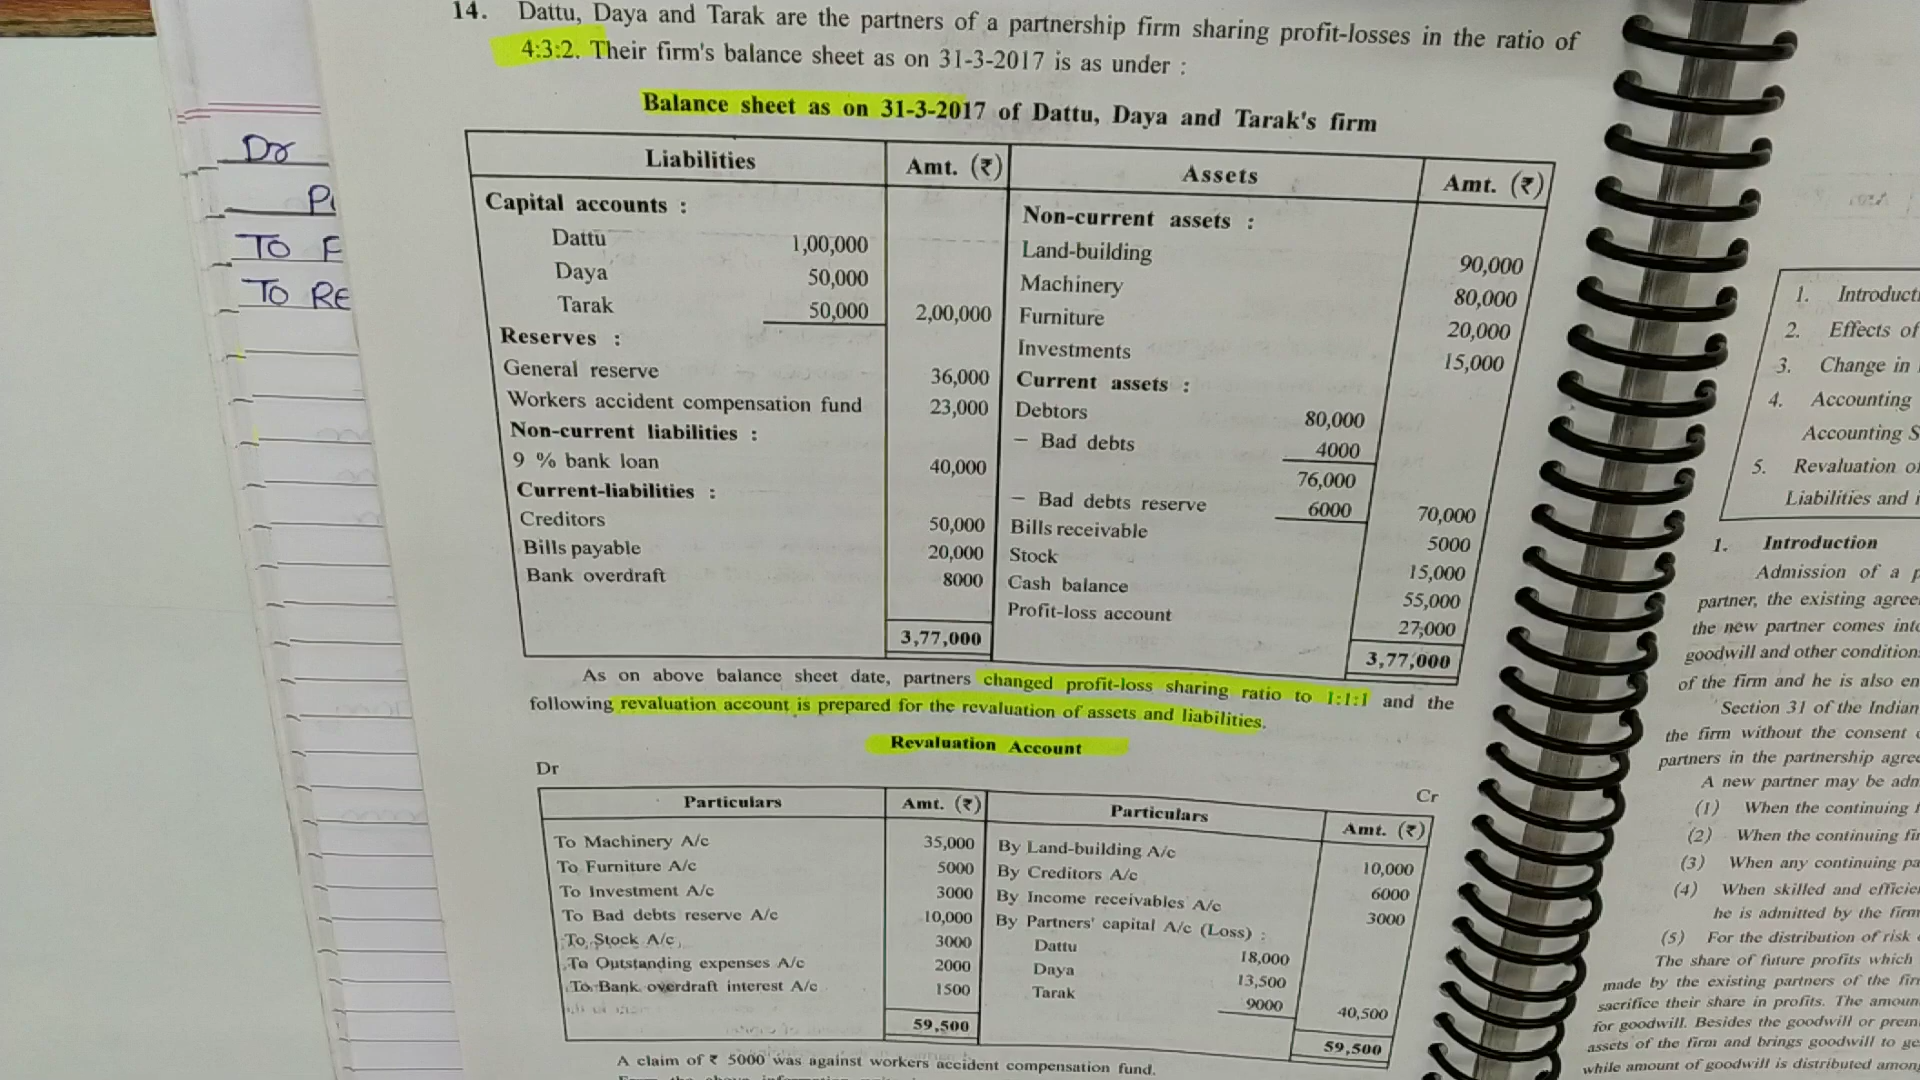 14. Dattu, Daya and Tarak are the partners of a partnership firm sharing profit-losses in the ratio of
4:3:2. Their firm's balance sheet as on 31-3-2017 is as under :
Balance sheet as on 31-3-2017 of Dattu, Daya and Tarak's firm
Liabilities Amt. (₹) Assets Amt. (₹)
Capital accounts : Non-current assets :
Dattu 1,00,000 Land-building 90,000
Daya 50,000 Machinery 80,000
Tarak 50,000 2,00,000 Furniture 20,000
Reserves : Investments 15,000
General reserve 36,000 Current assets :
Workers accident compensation fund 23,000 Debtors 80,000
Non-current liabilities : – Bad debts 4000
9 % bank loan 40,000 76,000
Current-liabilities : – Bad debts reserve 6000 70,000
Creditors 50,000 Bills receivable 5000
Bills payable 20,000 Stock 15,000
Bank overdraft 8000 Cash balance 55,000
Profit-loss account 27,000
3,77,000 3,77,000
As on above balance sheet date, partners changed profit-loss sharing ratio to 1:1:1 and the
following revaluation account is prepared for the revaluation of assets and liabilities.
Revaluation Account
Dr Cr
Particulars Amt. (₹) Particulars Amt. (₹)
To Machinery A/c 35,000 By Land-building A/c 10,000
To Furniture A/c 5000 By Creditors A/c 6000
To Investment A/c 3000 By Income receivables A/c 3000
To Bad debts reserve A/c 10,000 By Partners' capital A/c (Loss) :
To Stock A/c 3000 Dattu 18,000
To Outstanding expenses A/c 2000 Daya 13,500
To Bank overdraft interest A/c 1500 Tarak 9000 40,500
59,500 59,500
A claim of ₹ 5000 was against workers accident compensation fund.
Dr
TO
TO RE
1. Introducti
2. Effects of
3. Change in
4. Accounting
Accounting S
5. Revaluation o
Liabilities and i
1. Introduction
Admission of a p
partner, the existing agree
the new partner comes into
goodwill and other condition
of the firm and he is also en
Section 31 of the Indian
the firm without the consent
partners in the partnership agre
A new partner may be adn
(1) When the continuing
(2) When the continuing fir
(3) When any continuing pa
(4) When skilled and efficie
he is admitted by the firm
(5) For the distribution of risk
The share of future profits which
made by the existing partners of the fir
sacrifice their share in profits. The amoun
for goodwill. Besides the goodwill or prem
assets of the firm and brings goodwill to ge
while amount of goodwill is distributed among